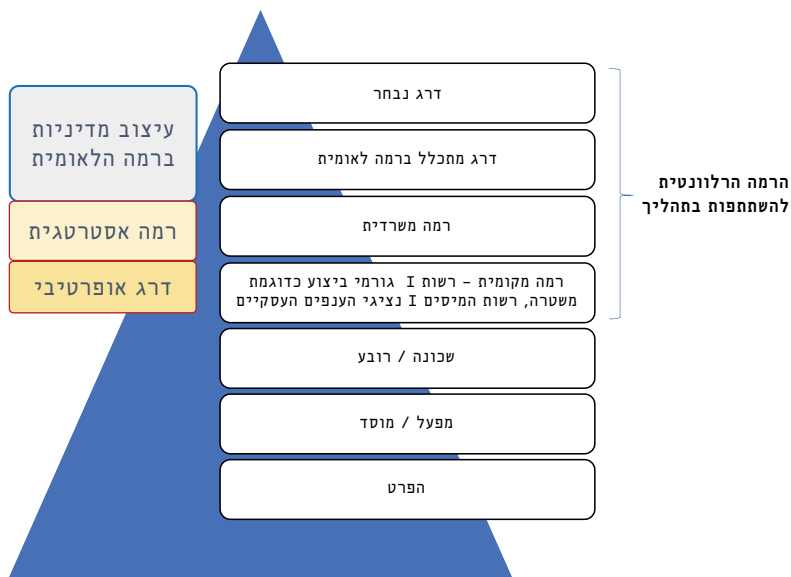 דרג נבחר
דרג מתכלל ברמה לאומית
רמה משרדית
רמה מקומית – רשות I גורמי ביצוע כדוגמת
משטרה, רשות המיסים I נציגי הענפים העסקיים
שכונה / רובע
מפעל / מוסד
הפרט
הרמה הרלוונטית
להשתתפות בתהליך
עיצוב מדיניות
ברמה הלאומית
רמה אסטרטגית
דרג אופרטיבי